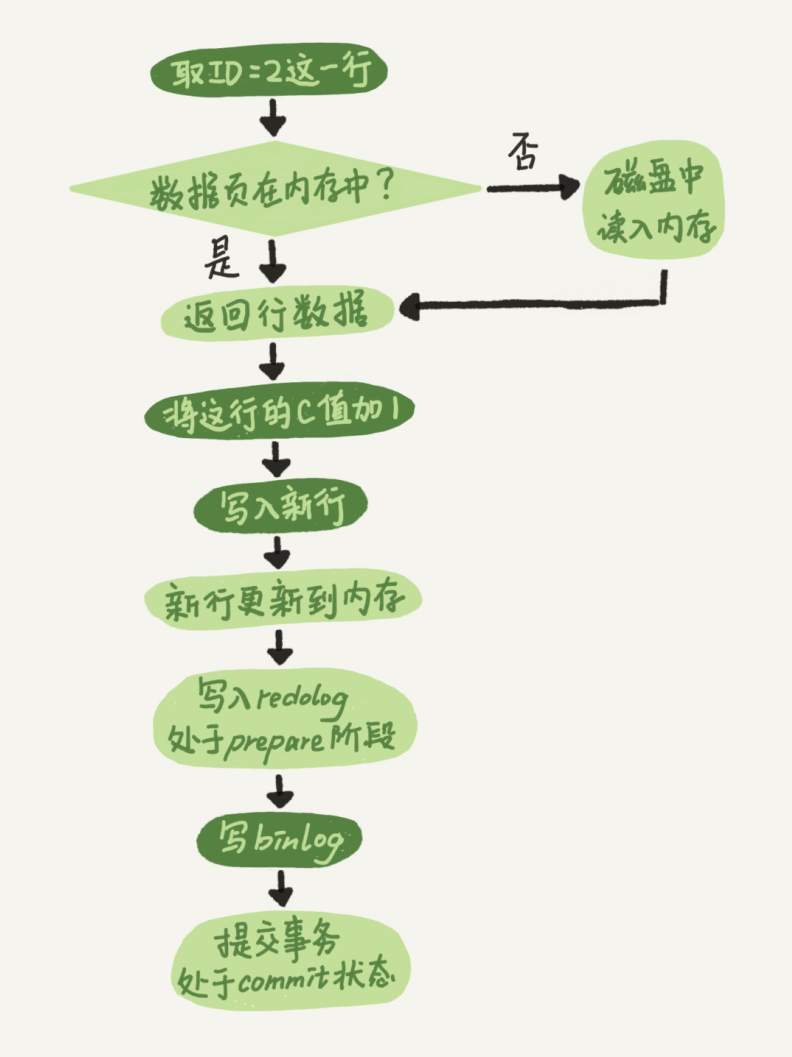 取ID=2这一行
数据页在内存中？
否
磁盘中
读入内存
是
返回行数据
将这行的C值加1
写入新行
新行更新到内存
写入redolog
处于prepare阶段
写binlog
提交事务
处于commit状态